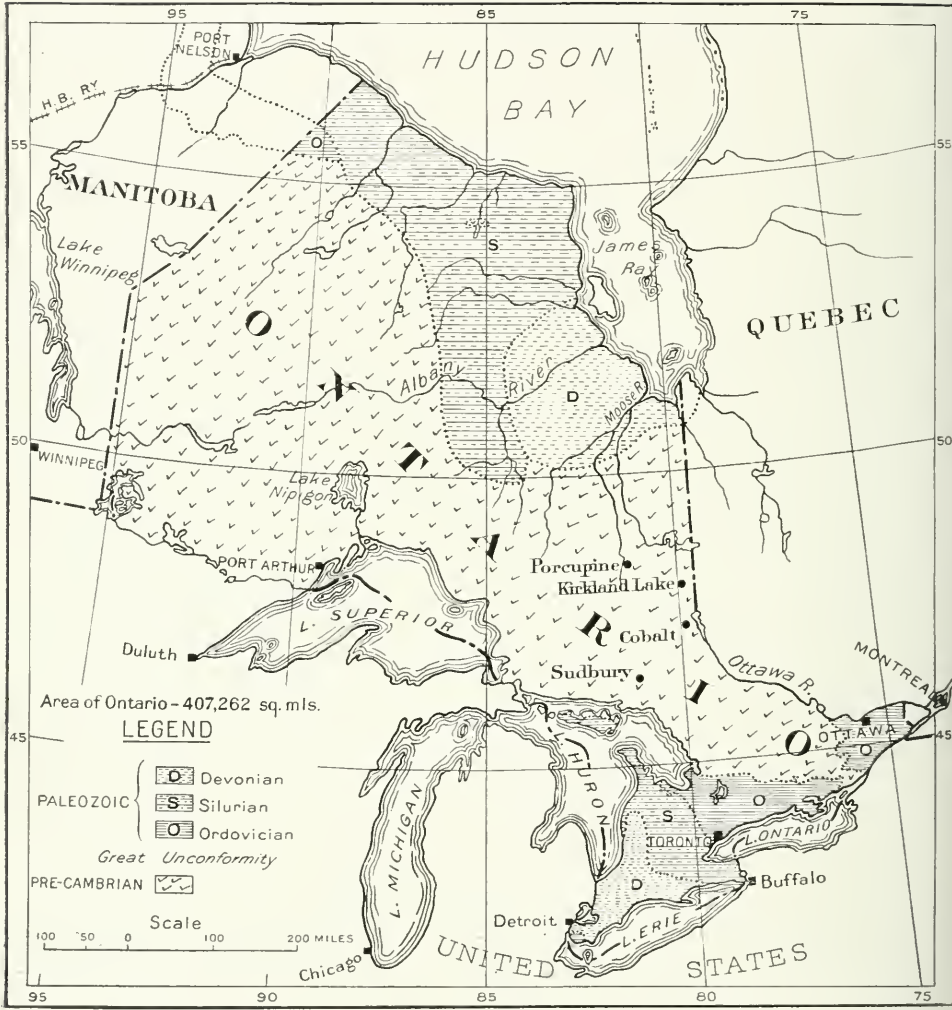 95
85
75
PORT
NELSON
HUDSON
BAY
H.B. RY
55
55
O
MANITOBA
Lake
Winnipeg
S
James
Bay
QUEBEC
ONTARIO
Albany River
D
Moose R.
50
50
WINNIPEG
Lake
Nipigon
PORT ARTHUR
Porcupine
Kirkland Lake
L. SUPERIOR
Cobalt
Duluth
Sudbury
Ottawa R.
MONTREAL
OTTAWA
O
45
45
Area of Ontario - 407,262 sq. mls.
LEGEND
PALEOZOIC
D Devonian
S Silurian
O Ordovician
Great Unconformity
PRE-CAMBRIAN
Scale
100 50 0 100 200 MILES
L. MICHIGAN
HURON
S
O
TORONTO
L. ONTARIO
D
Buffalo
Detroit
L. ERIE
Chicago
UNITED STATES
95
90
85
80
75